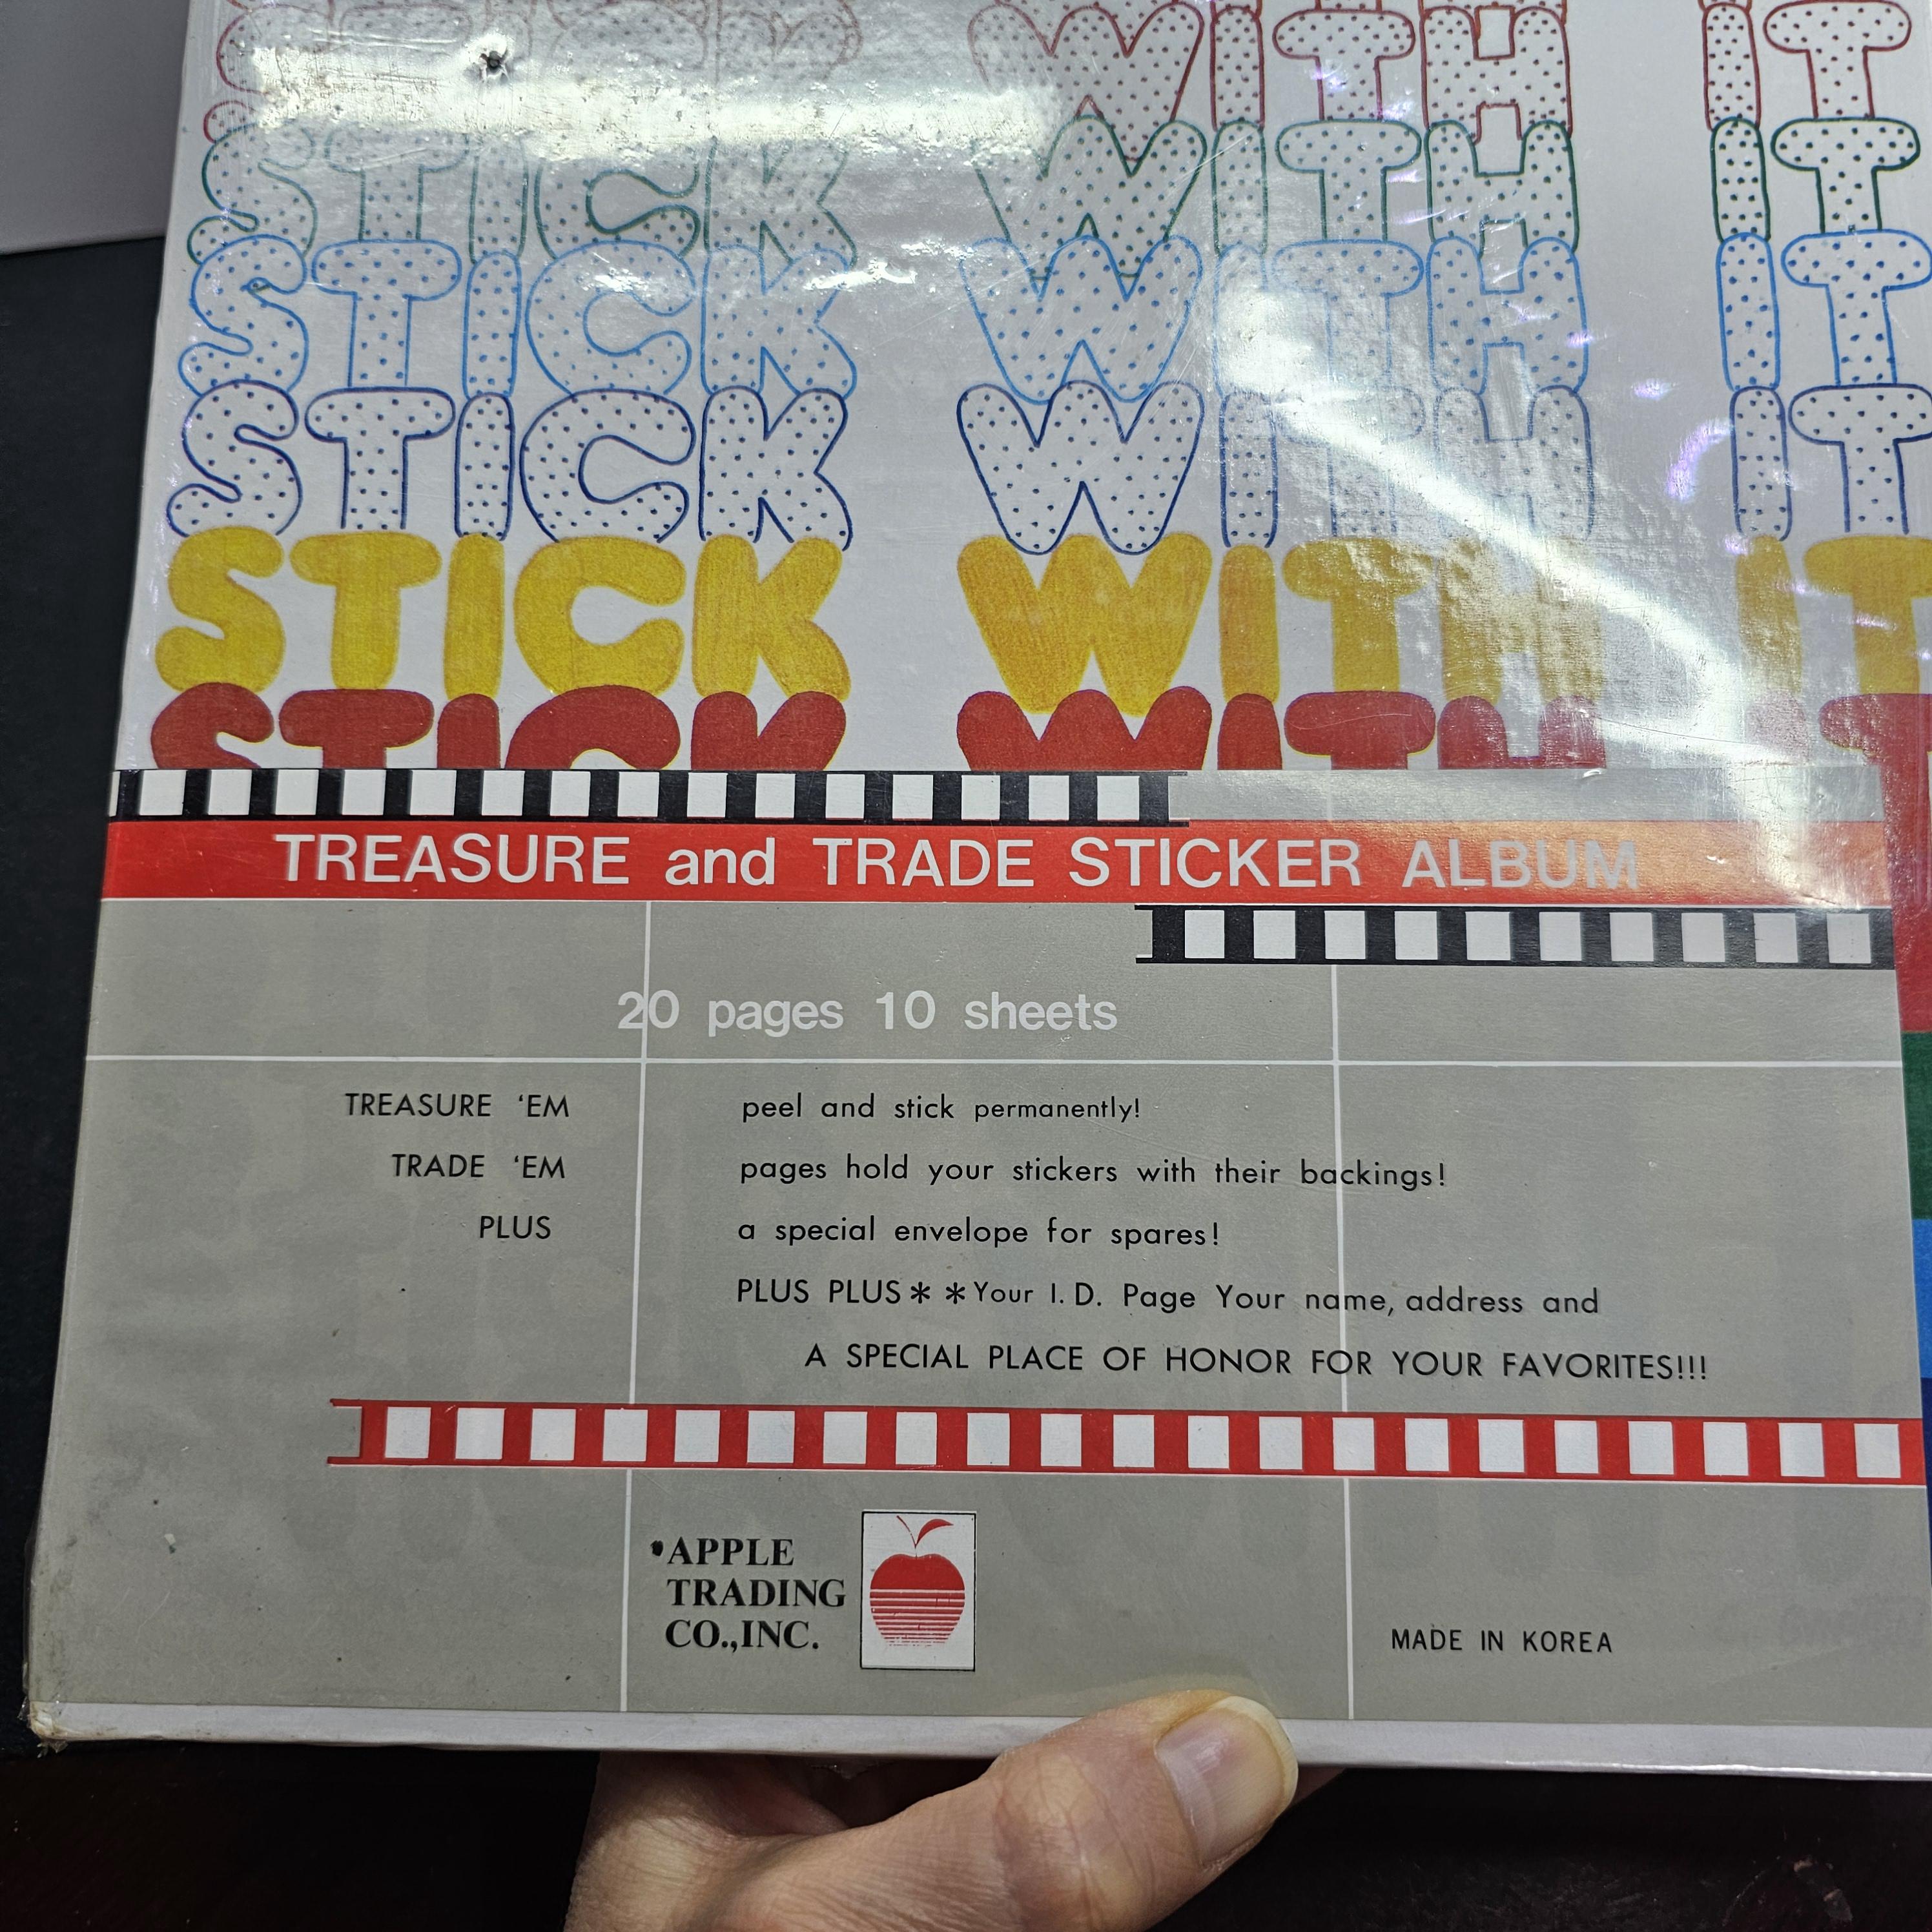 STICK WITH IT
STICK WITH IT
STICK WITH IT
STICK WITH IT
STICK WITH IT
STICK WITH IT
TREASURE and TRADE STICKER ALBUM
20 pages 10 sheets
TREASURE 'EM peel and stick permanently!
TRADE 'EM pages hold your stickers with their backings!
PLUS a special envelope for spares!
PLUS PLUS * * Your I. D. Page Your name, address and
A SPECIAL PLACE OF HONOR FOR YOUR FAVORITES!!!
APPLE
TRADING
CO.,INC.
MADE IN KOREA